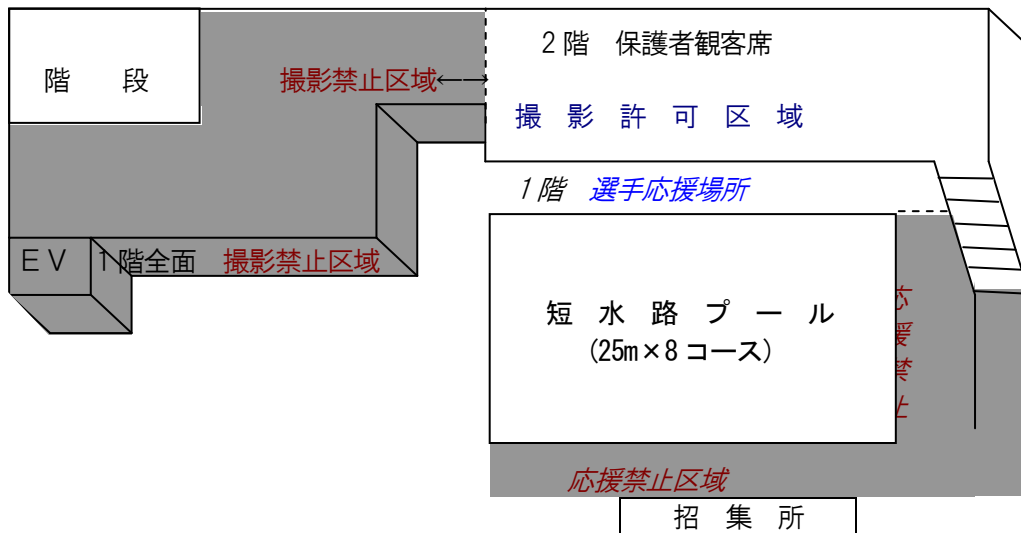 2階　保護者観客席
階　段
撮影禁止区域←→
撮 影 許 可 区 域
1階　選手応援場所
ＥＶ
1階全面　撮影禁止区域
短 水 路 プ ー ル
(25m×8コース)
応援禁止
応援禁止区域
招 集 所